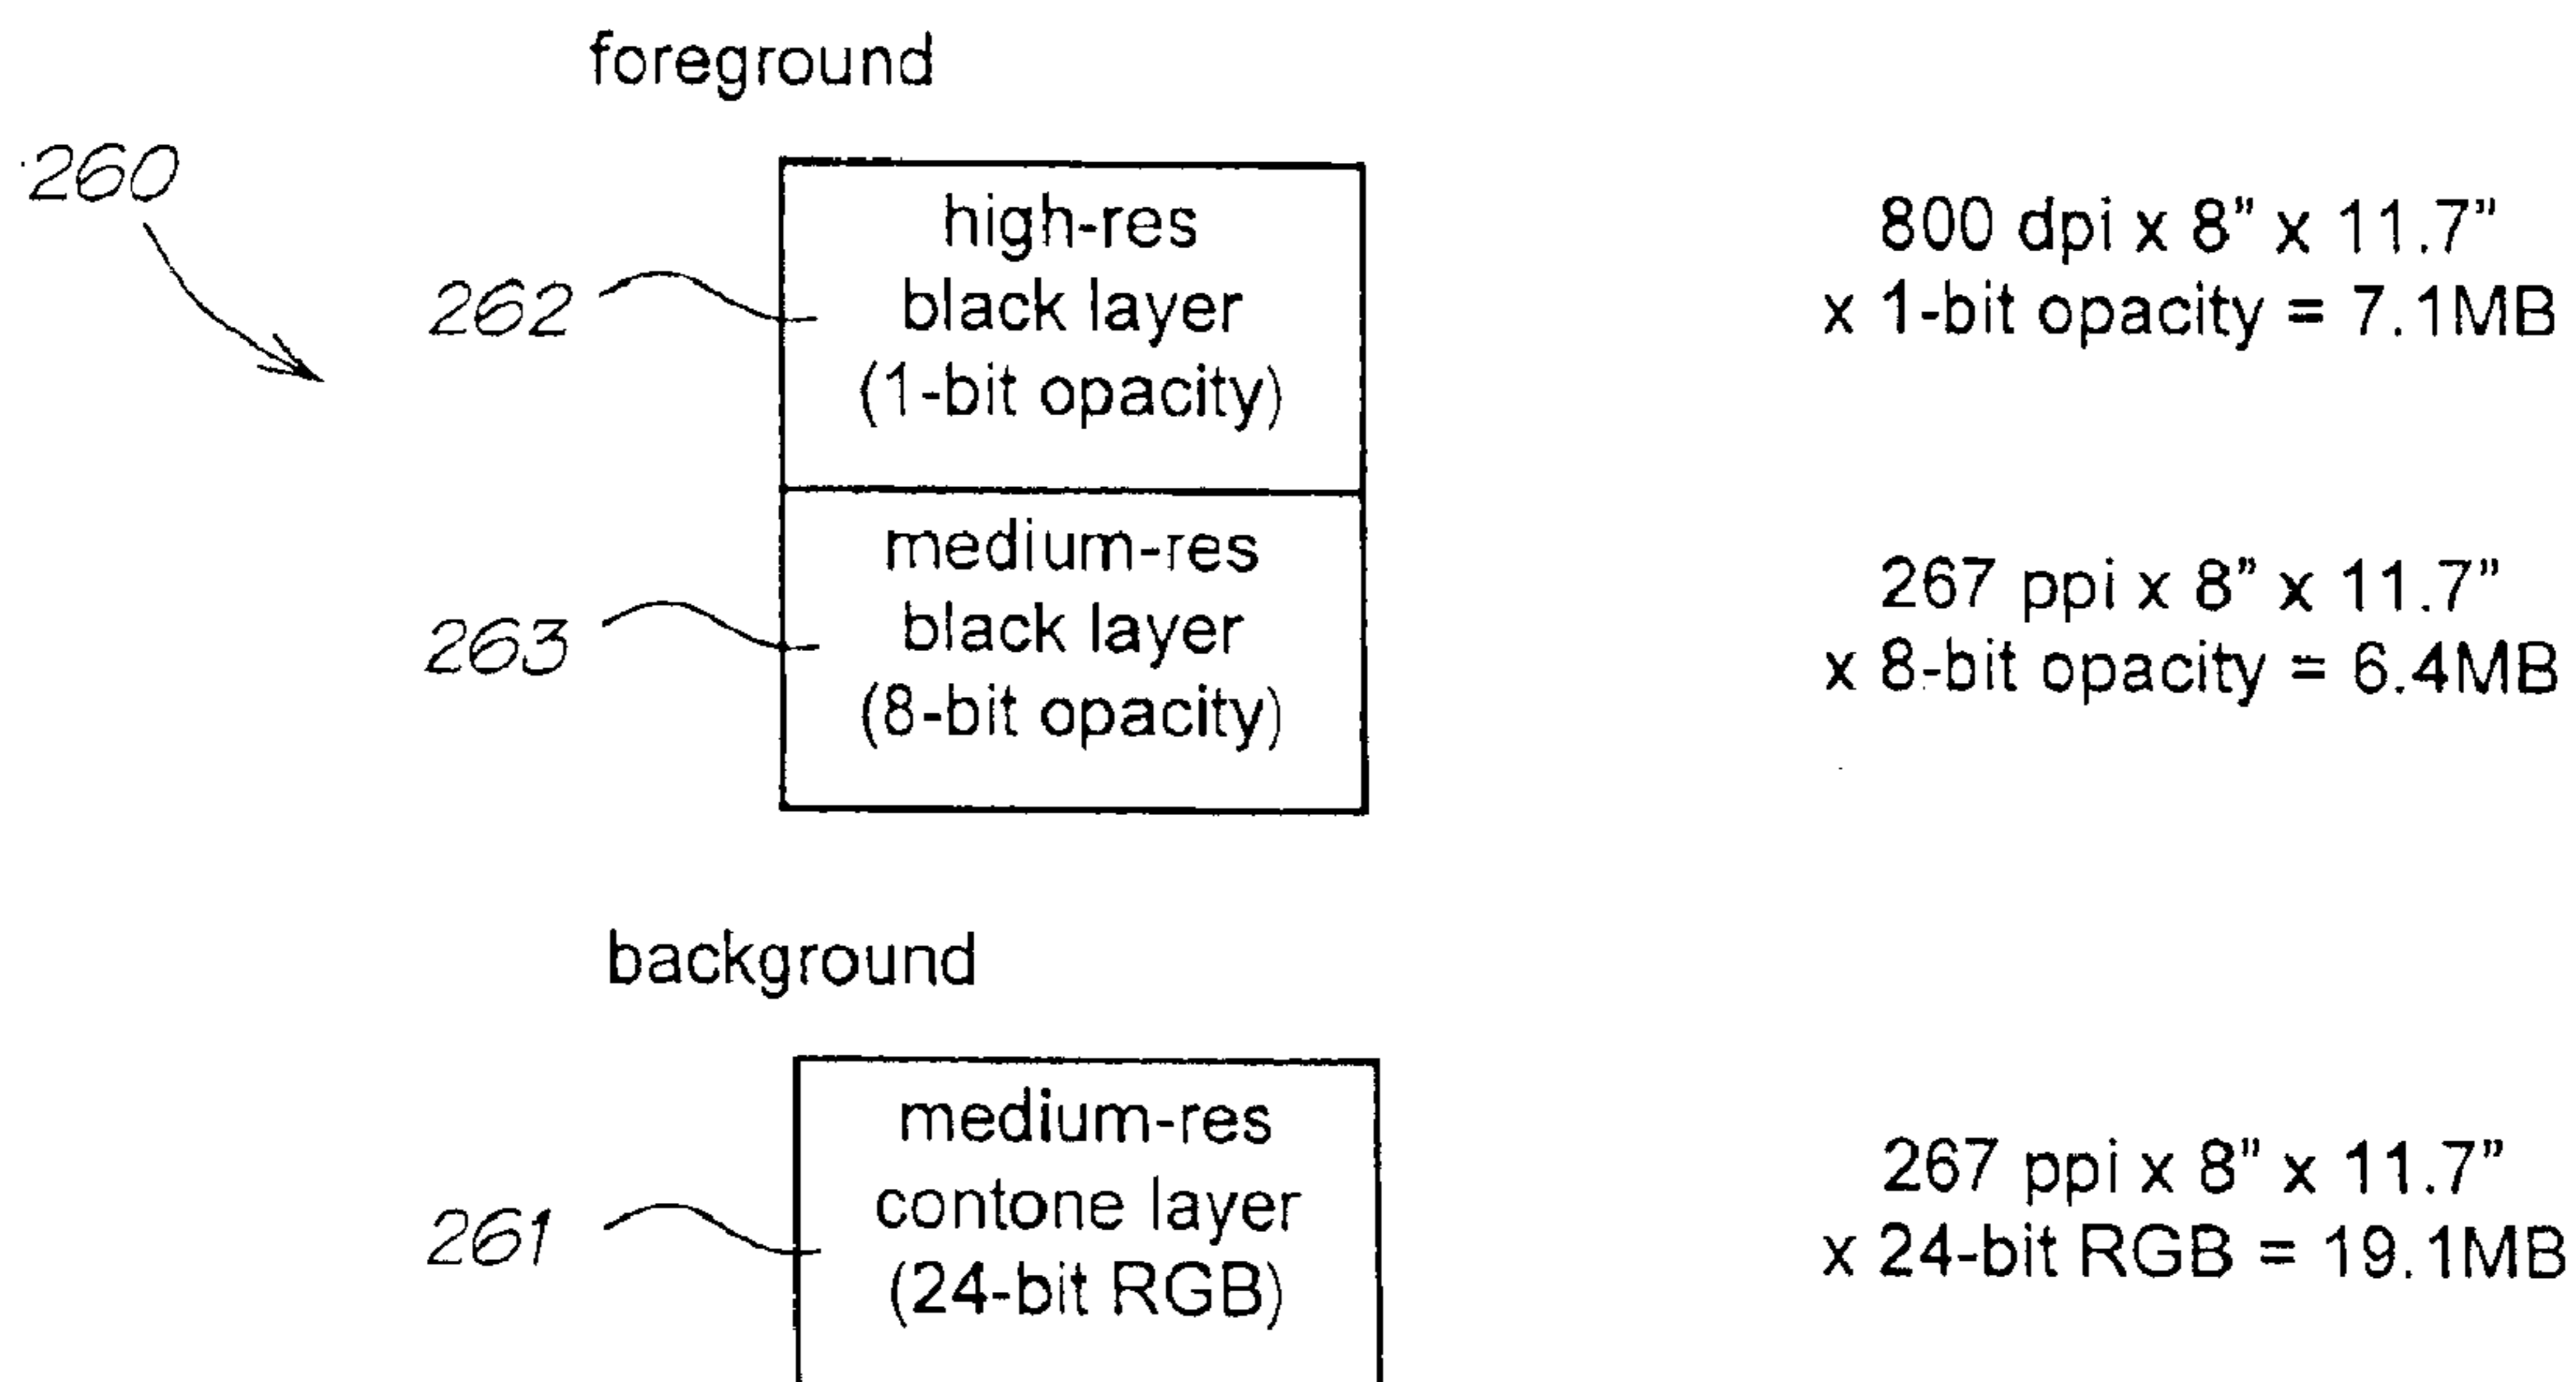 foreground
260
262
high-res
black layer
(1-bit opacity)
800 dpi x 8” x 11.7”
x 1-bit opacity = 7.1MB
263
medium-res
black layer
(8-bit opacity)
267 ppi x 8” x 11.7”
x 8-bit opacity = 6.4MB
background
261
medium-res
contone layer
(24-bit RGB)
267 ppi x 8” x 11.7”
x 24-bit RGB = 19.1MB